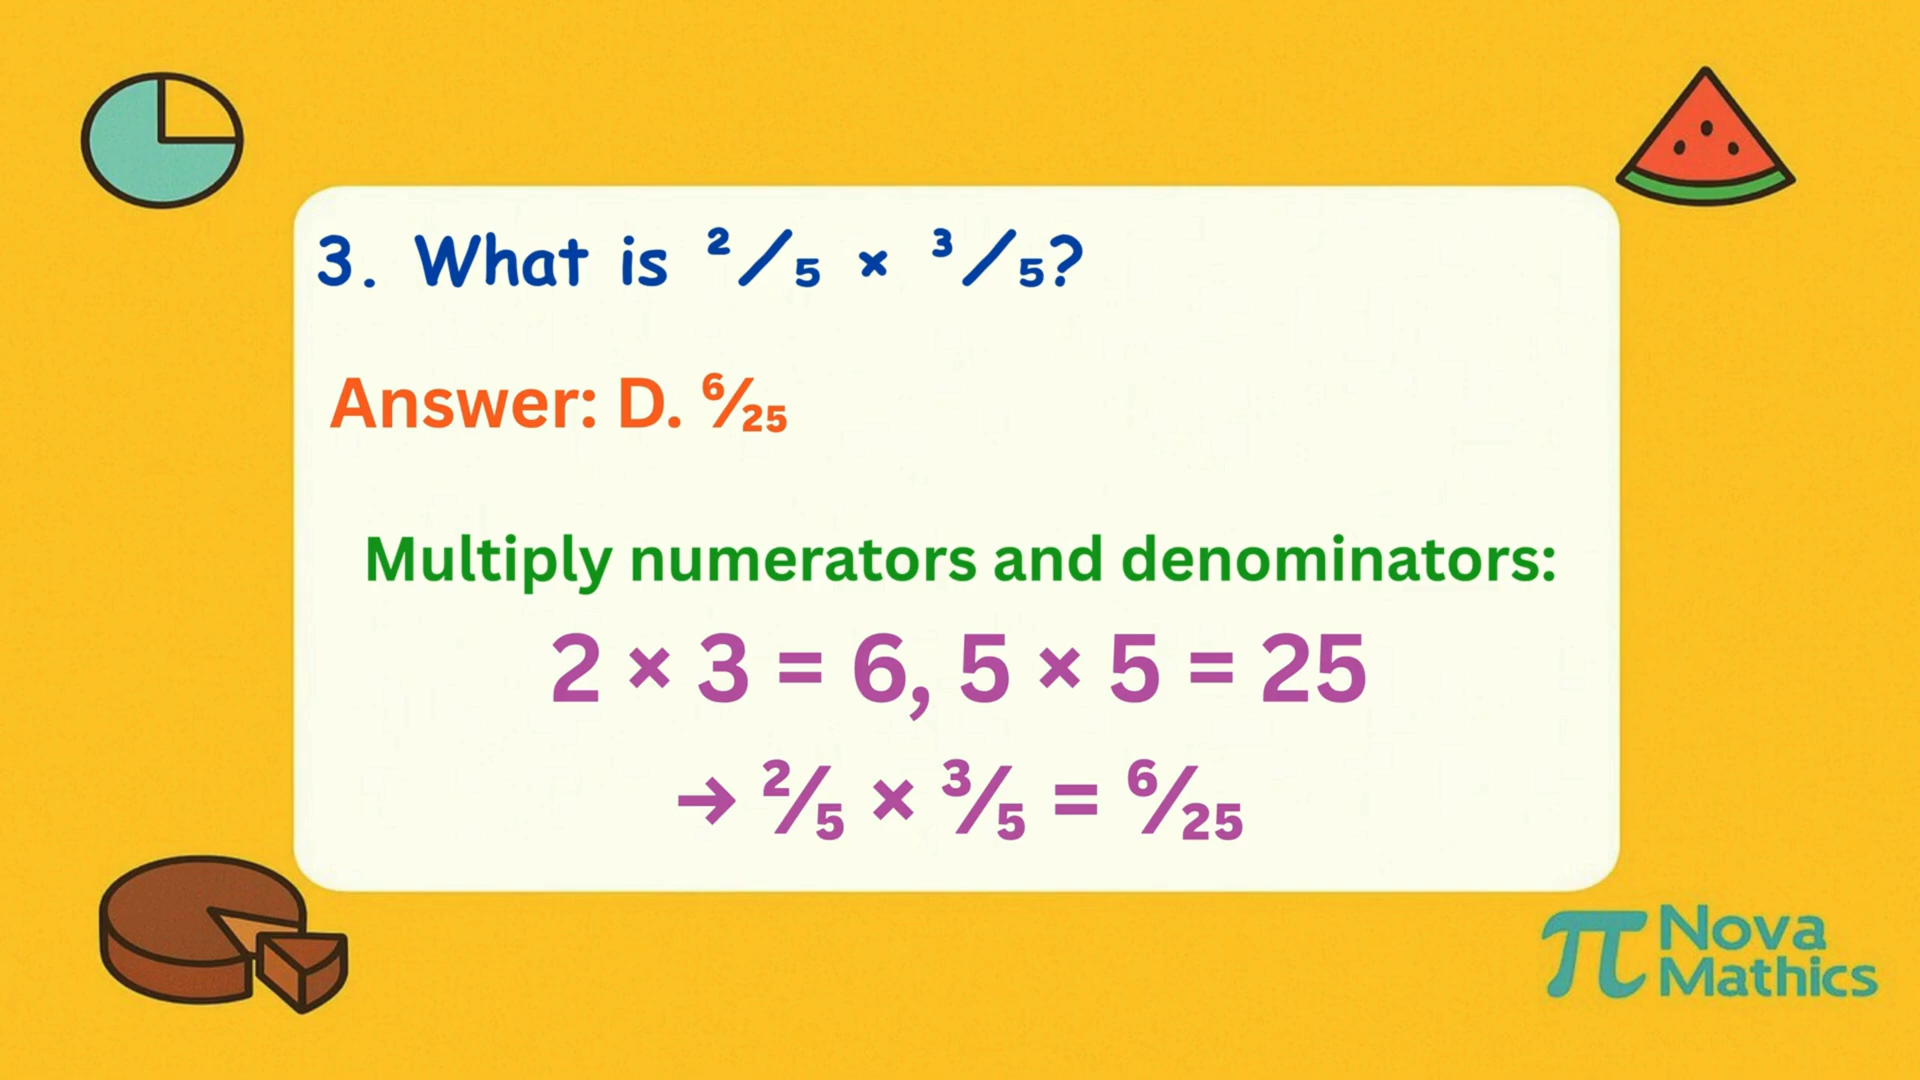 3. What is ²/₅ × ³/₅?
Answer: D. ⁶⁄₂₅
Multiply numerators and denominators:
2 × 3 = 6, 5 × 5 = 25
→ ²⁄₅ × ³⁄₅ = ⁶⁄₂₅
π Nova
Mathics